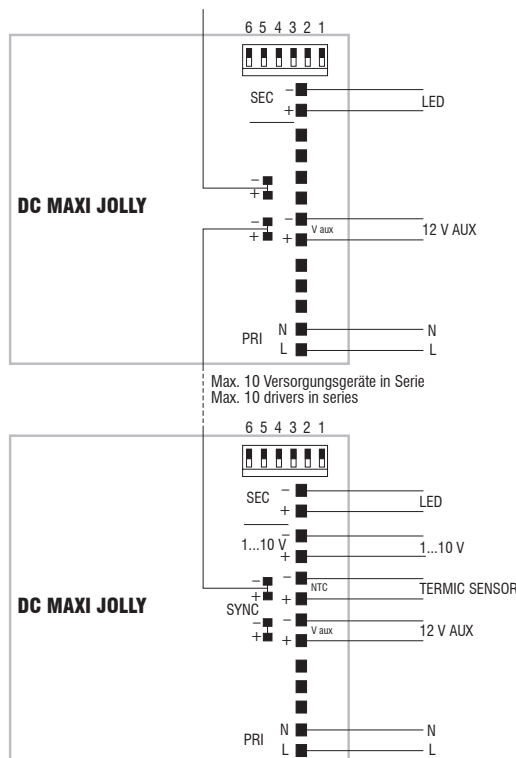 6 5 4 3 2 1
SEC
−
+
LED
−
+
DC MAXI JOLLY
−
+
−
+
V aux
12 V AUX
PRI
N
L
N
L
Max. 10 Versorgungsgeräte in Serie
Max. 10 drivers in series
6 5 4 3 2 1
SEC
−
+
LED
1...10 V
−
+
1...10 V
DC MAXI JOLLY
−
+
SYNC
−
+
NTC
TERMIC SENSOR
−
+
−
+
V aux
12 V AUX
PRI
N
L
N
L